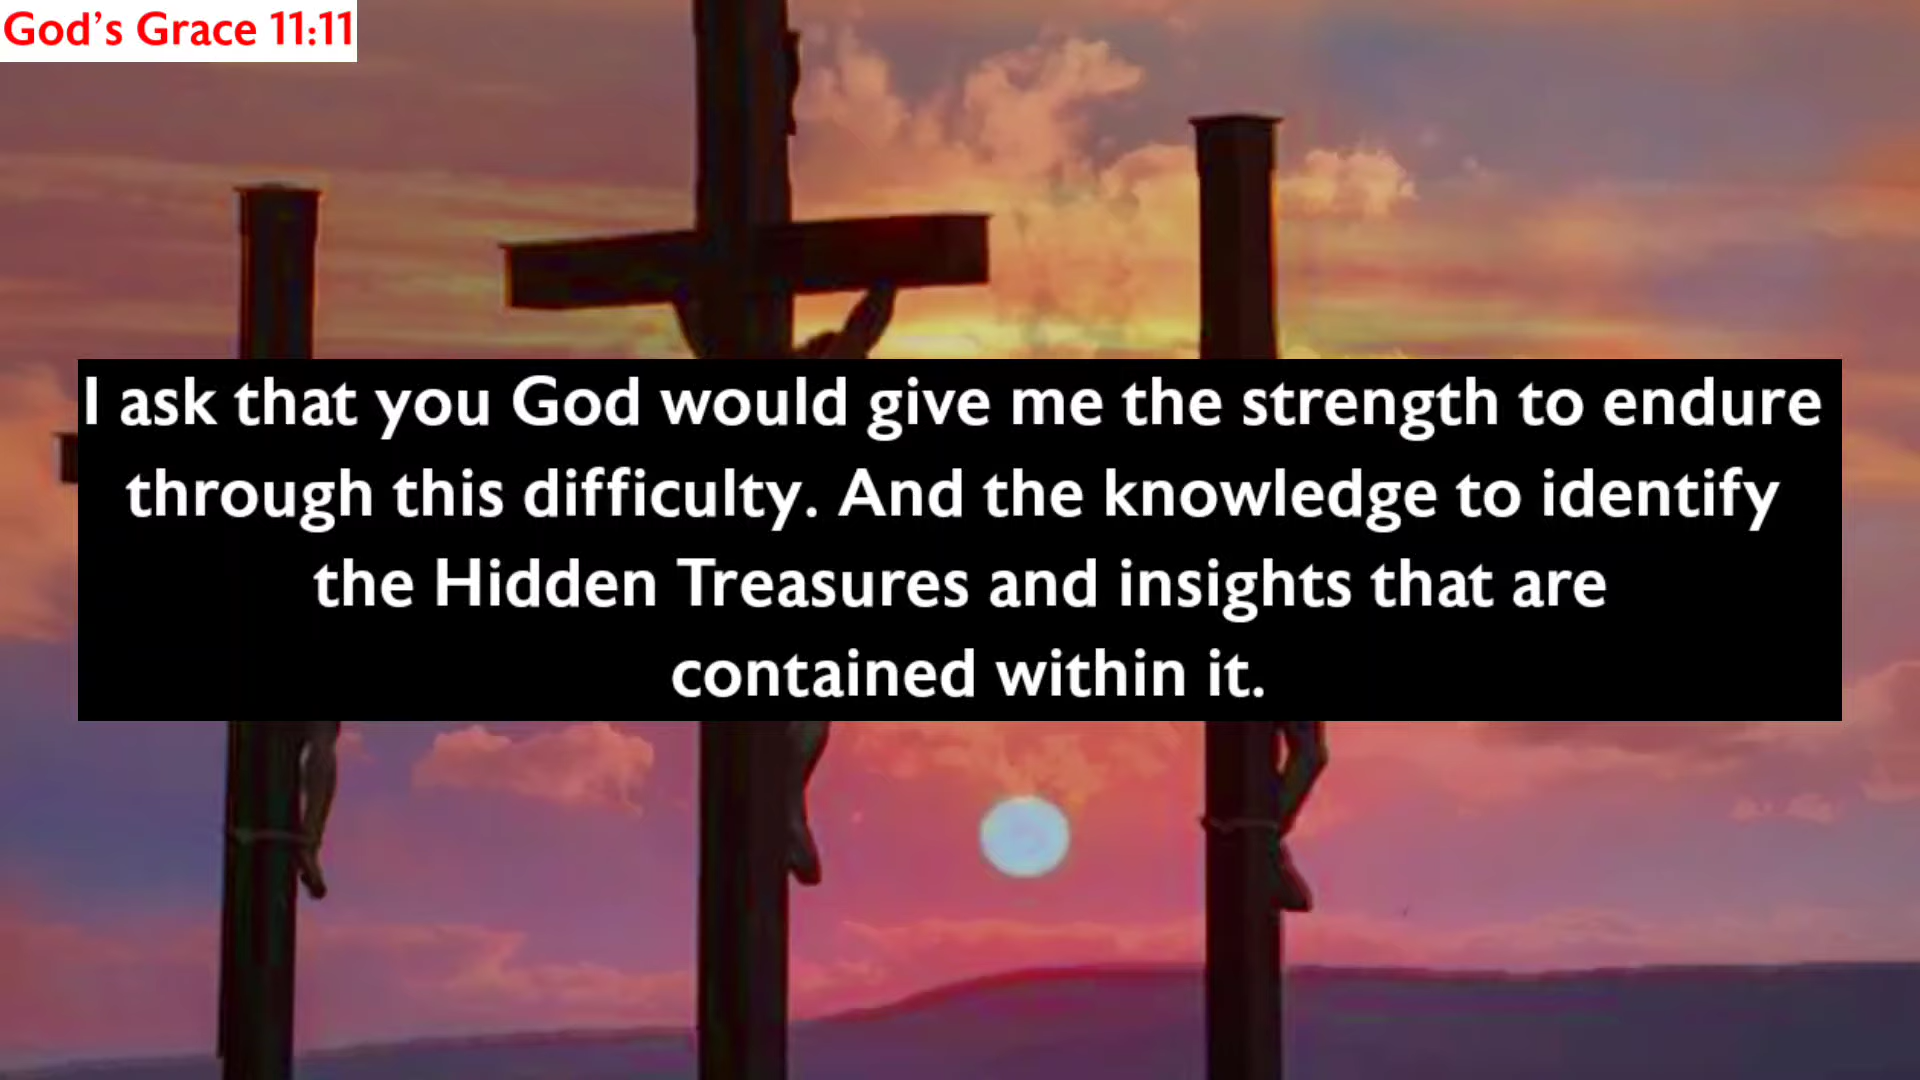 God's Grace 11:11
I ask that you God would give me the strength to endure
through this difficulty. And the knowledge to identify
the Hidden Treasures and insights that are
contained within it.